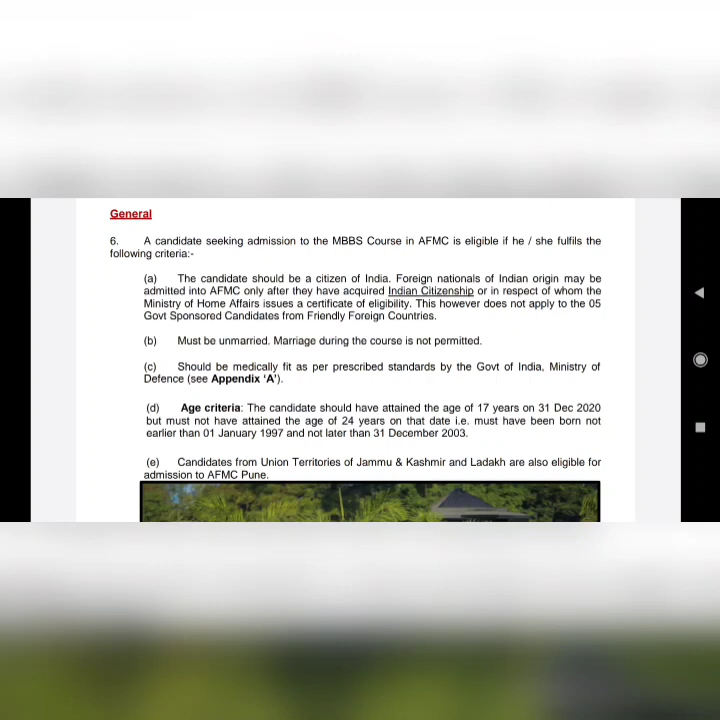 General
6. A candidate seeking admission to the MBBS Course in AFMC is eligible if he / she fulfils the
following criteria:-
(a) The candidate should be a citizen of India. Foreign nationals of Indian origin may be
admitted into AFMC only after they have acquired Indian Citizenship or in respect of whom the
Ministry of Home Affairs issues a certificate of eligibility. This however does not apply to the 05
Govt Sponsored Candidates from Friendly Foreign Countries.
(b) Must be unmarried. Marriage during the course is not permitted.
(c) Should be medically fit as per prescribed standards by the Govt of India, Ministry of
Defence (see Appendix ‘A’).
(d) Age criteria: The candidate should have attained the age of 17 years on 31 Dec 2020
but must not have attained the age of 24 years on that date i.e. must have been born not
earlier than 01 January 1997 and not later than 31 December 2003.
(e) Candidates from Union Territories of Jammu & Kashmir and Ladakh are also eligible for
admission to AFMC Pune.